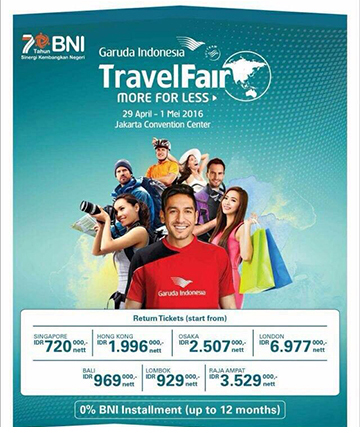 70 BNI
Tahun
Sinergi Kembangkan Negeri
Garuda Indonesia
TravelFair
MORE FOR LESS
29 April - 1 Mei 2016
Jakarta Convention Center
Garuda Indonesia
Return Tickets (start from)
SINGAPORE
IDR 720 000,- nett
HONG KONG
IDR 1.996 000,- nett
OSAKA
IDR 2.507 000,- nett
LONDON
IDR 6.977 000,- nett
BALI
IDR 969 000,- nett
LOMBOK
IDR 929 000,- nett
RAJA AMPAT
IDR 3.529 000,- nett
0% BNI Installment (up to 12 months)